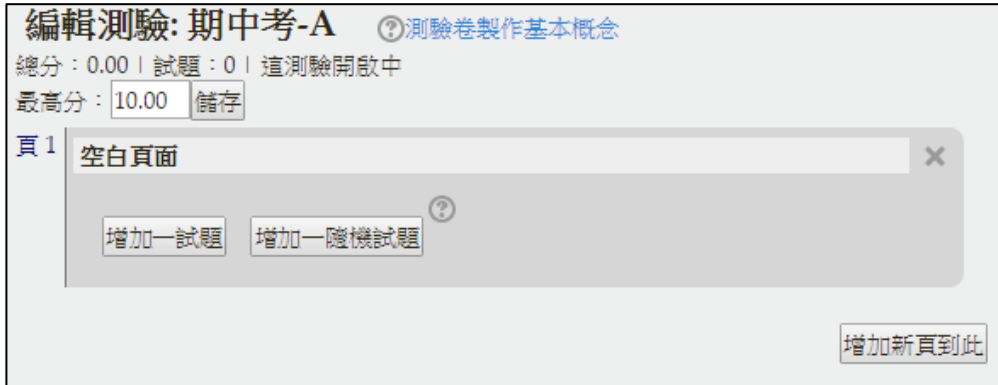 編輯測驗: 期中考-A ?測驗卷製作基本概念
總分：0.00 | 試題：0 | 這測驗開啟中
最高分：10.00 儲存
頁 1 空白頁面 ×
增加一試題 增加一隨機試題 ?
增加新頁到此